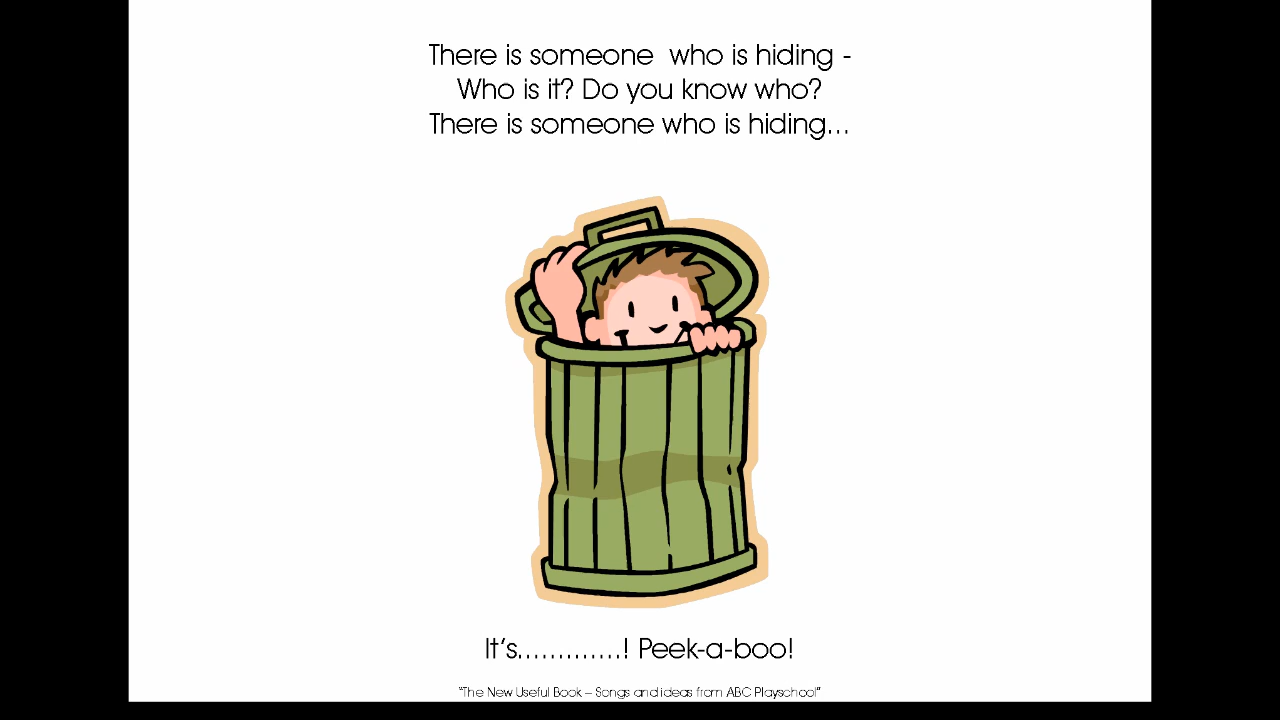 There is someone who is hiding -
Who is it? Do you know who?
There is someone who is hiding...
It's.............! Peek-a-boo!
"The New Useful Book – Songs and ideas from ABC Playschool"